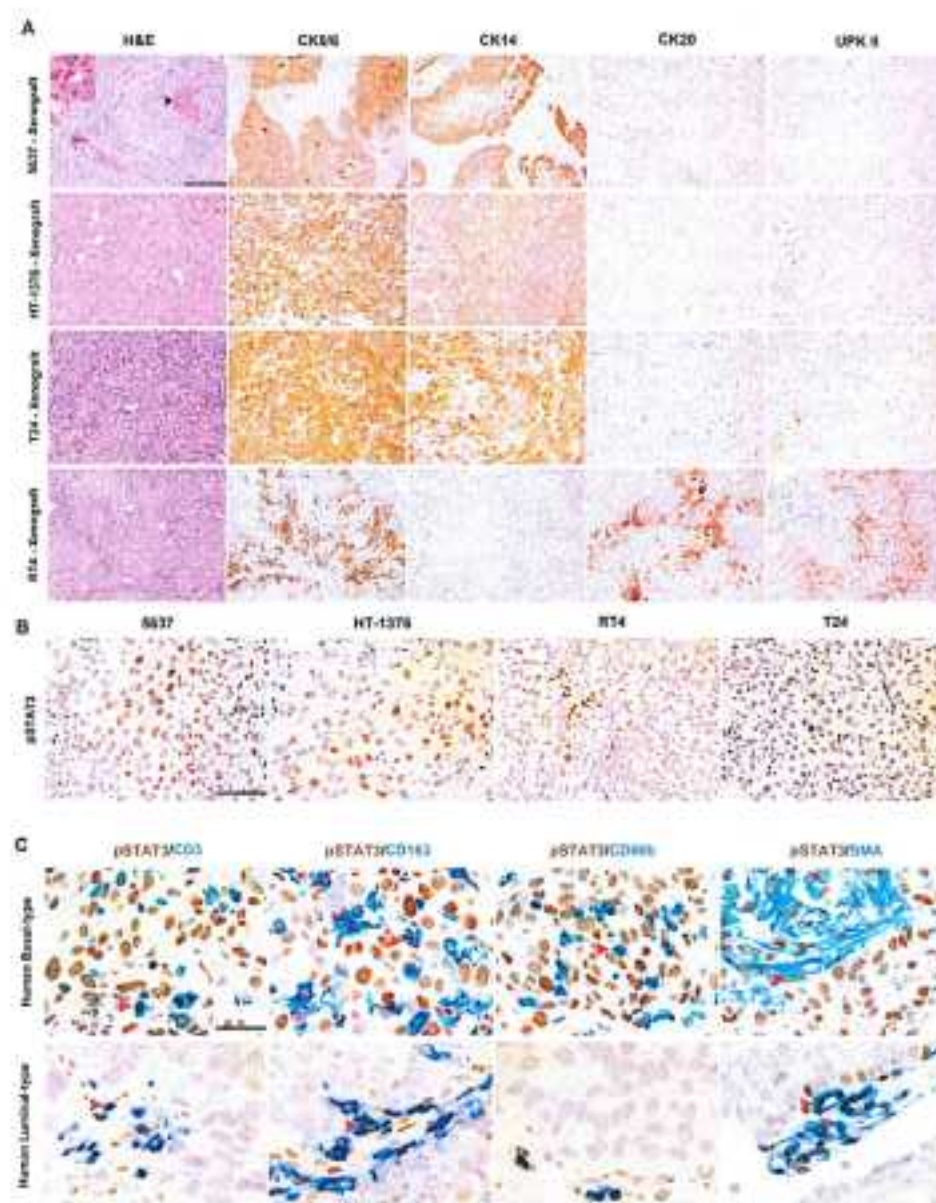 A
H&E CK5/6 CK14 CK20 UPK II
5637 - Xenograft
HT-1376 - Xenograft
T24 - Xenograft
RT4 - Xenograft
B
5637 HT-1376 RT4 T24
pSTAT3
C
pSTAT3/CD3 pSTAT3/CD163 pSTAT3/CD66b pSTAT3/SMA
Human Basal-type
Human Luminal-type